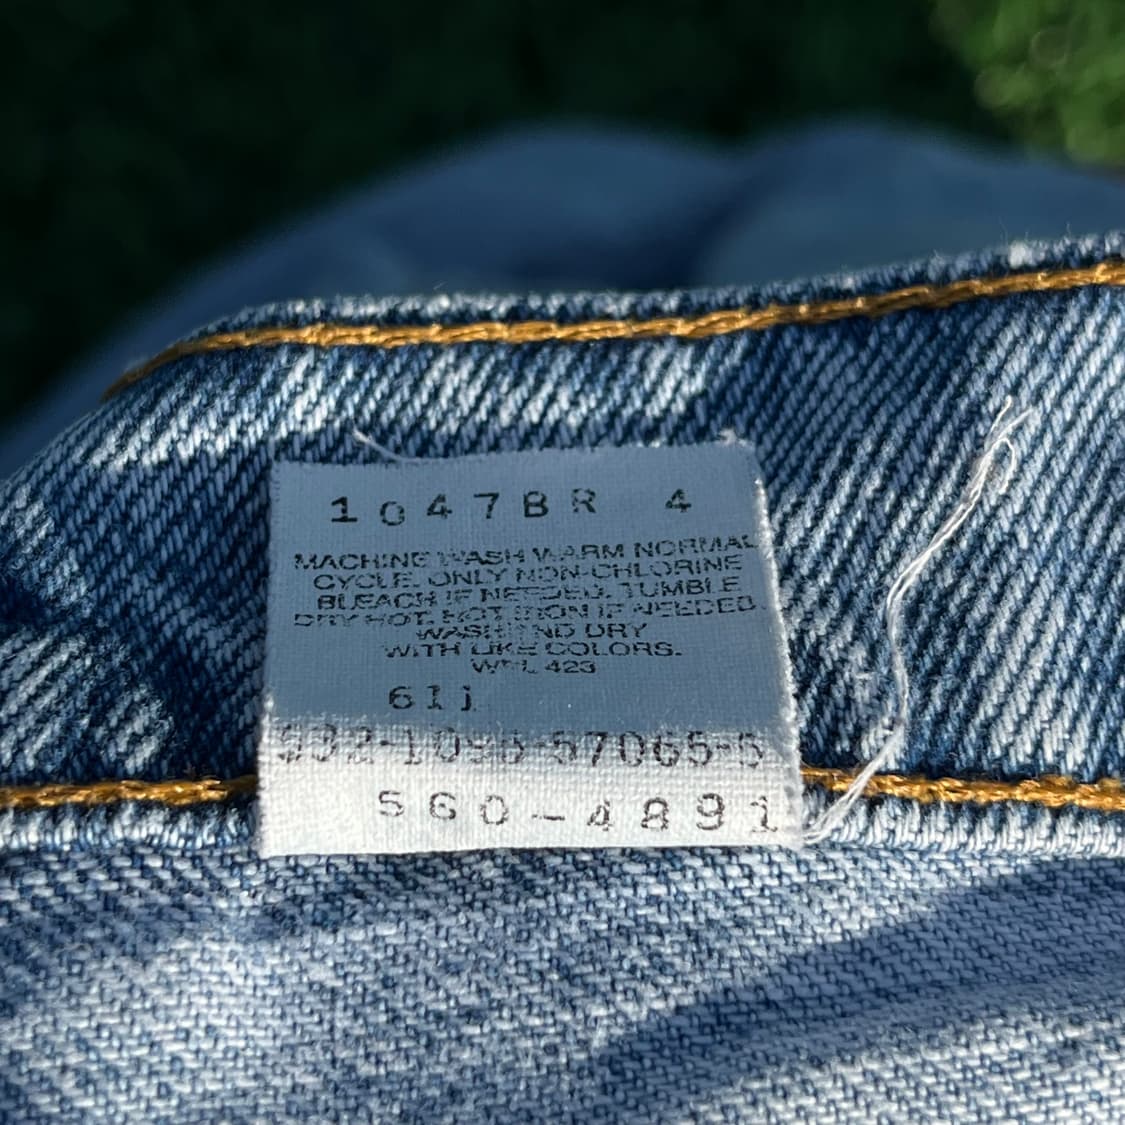 1047BR 4
MACHINE WASH WARM NORMAL
CYCLE. ONLY NON-CHLORINE
BLEACH IF NEEDED. TUMBLE
DRY HOT. HOT IRON IF NEEDED.
WASH AND DRY
WITH LIKE COLORS.
WPL 423
611
560-4891